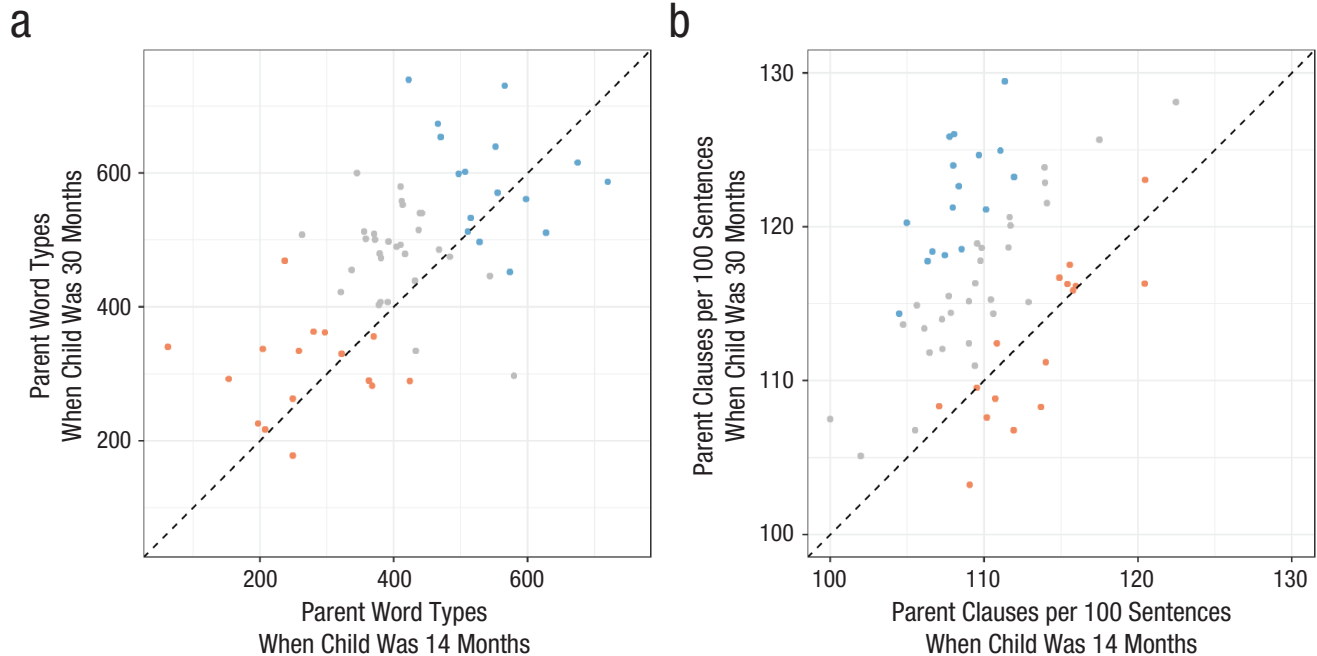 a
600
400
200
Parent Word Types
When Child Was 30 Months
200
400
600
Parent Word Types
When Child Was 14 Months
b
130
120
110
100
Parent Clauses per 100 Sentences
When Child Was 30 Months
100
110
120
130
Parent Clauses per 100 Sentences
When Child Was 14 Months